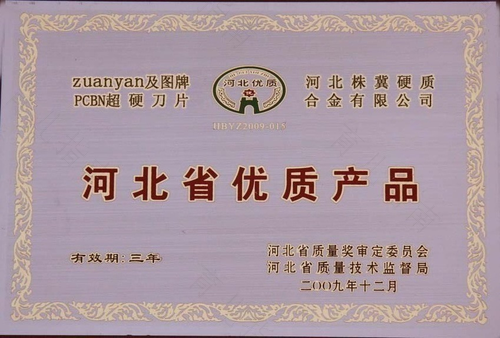 zuanyan及图牌
PCBN超硬刀片
河北优质
HBYZ2009-015
河北株冀硬质
合金有限公司
河北省优质产品
有效期:三年
河北省质量奖审定委员会
河北省质量技术监督局
二〇〇九年十二月